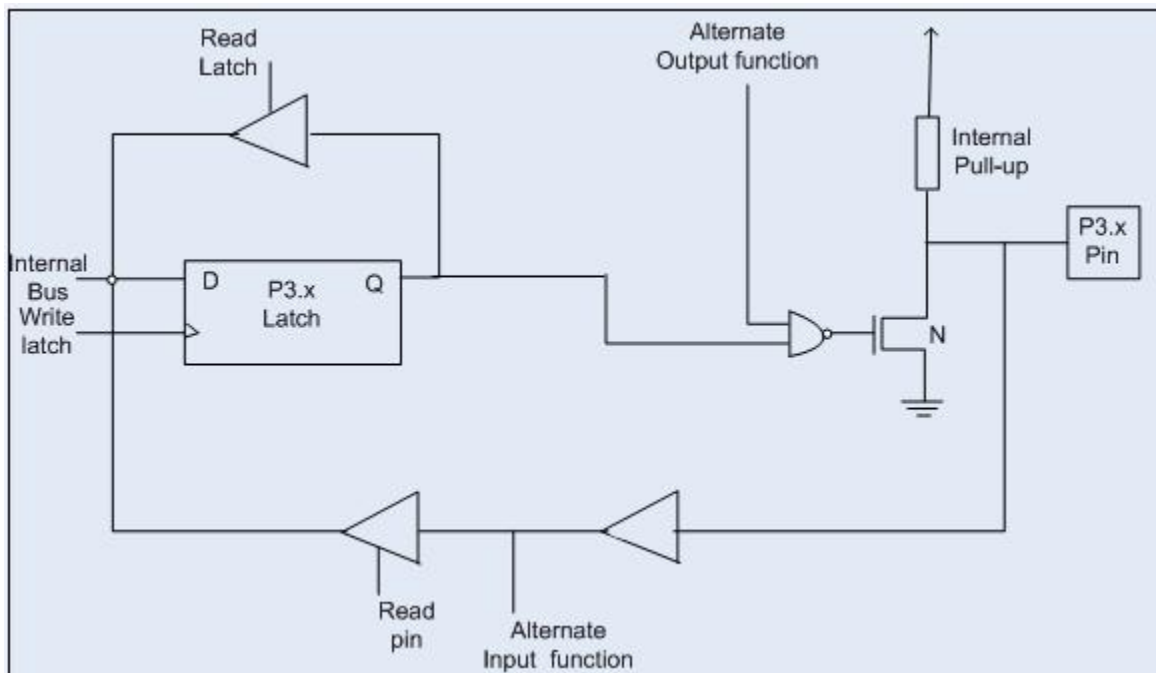 Read
Latch
Alternate
Output function
Internal
Pull-up
P3.x
Pin
Internal
Bus
Write
latch
D
P3.x
Latch
Q
N
Read
pin
Alternate
Input function